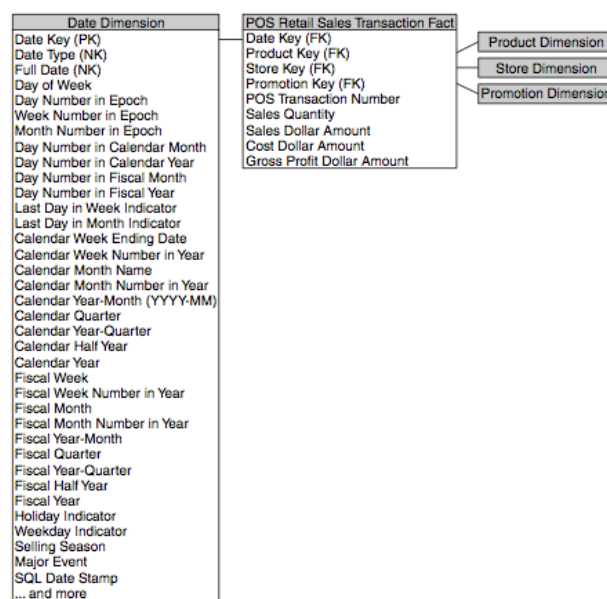 Date Dimension
Date Key (PK)
Date Type (NK)
Full Date (NK)
Day of Week
Day Number in Epoch
Week Number in Epoch
Month Number in Epoch
Day Number in Calendar Month
Day Number in Calendar Year
Day Number in Fiscal Month
Day Number in Fiscal Year
Last Day in Week Indicator
Last Day in Month Indicator
Calendar Week Ending Date
Calendar Week Number in Year
Calendar Month Name
Calendar Month Number in Year
Calendar Year-Month (YYYY-MM)
Calendar Quarter
Calendar Year-Quarter
Calendar Half Year
Calendar Year
Fiscal Week
Fiscal Week Number in Year
Fiscal Month
Fiscal Month Number in Year
Fiscal Year-Month
Fiscal Quarter
Fiscal Year-Quarter
Fiscal Half Year
Fiscal Year
Holiday Indicator
Weekday Indicator
Selling Season
Major Event
SQL Date Stamp
... and more
POS Retail Sales Transaction Fact
Date Key (FK)
Product Key (FK)
Store Key (FK)
Promotion Key (FK)
POS Transaction Number
Sales Quantity
Sales Dollar Amount
Cost Dollar Amount
Gross Profit Dollar Amount
Product Dimension
Store Dimension
Promotion Dimension